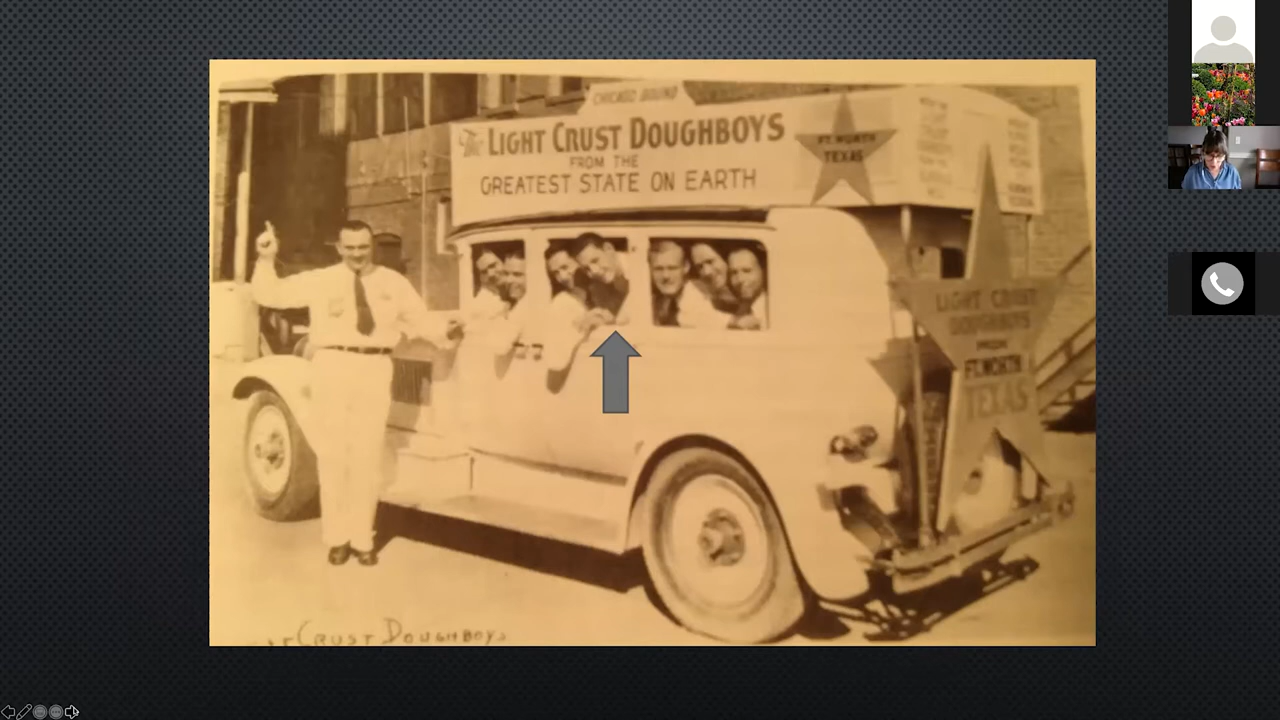 CHICAGO BOUND
The LIGHT CRUST DOUGHBOYS
FROM THE
GREATEST STATE ON EARTH
FT. WORTH
TEXAS
LIGHT CRUST
DOUGHBOYS
FROM
FT. WORTH
TEXAS
CRUST DOUGHBOYS